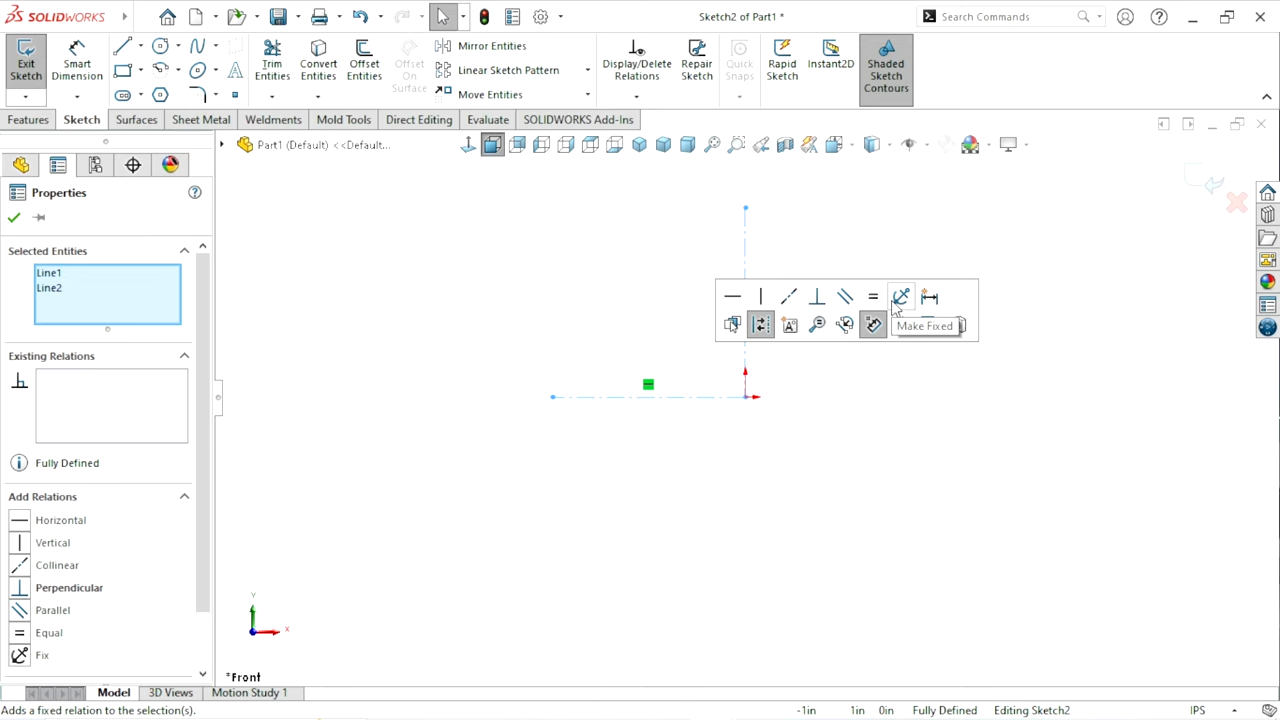 SOLIDWORKS
Sketch2 of Part1 *
Search Commands
Exit Sketch
Smart Dimension
Trim Entities
Convert Entities
Offset Entities
Offset On Surface
Mirror Entities
Linear Sketch Pattern
Move Entities
Display/Delete Relations
Repair Sketch
Quick Snaps
Rapid Sketch
Instant2D
Shaded Sketch Contours
Features
Sketch
Surfaces
Sheet Metal
Weldments
Mold Tools
Direct Editing
Evaluate
SOLIDWORKS Add-Ins
Part1 (Default) <<Default...
Properties
Selected Entities
Line1
Line2
Make Fixed
Existing Relations
Fully Defined
Add Relations
Horizontal
Vertical
Collinear
Perpendicular
Parallel
Equal
Fix
Y
X
*Front
Model
3D Views
Motion Study 1
Adds a fixed relation to the selection(s).
-1in
1in
0in
Fully Defined
Editing Sketch2
IPS